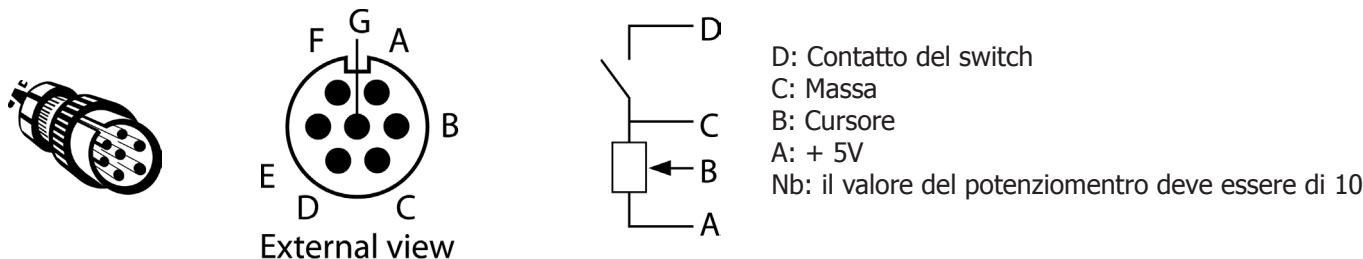 G
F A
B
E
D C
External view
D
C
B
A
D: Contatto del switch
C: Massa
B: Cursore
A: + 5V
Nb: il valore del potenziomentro deve essere di 10